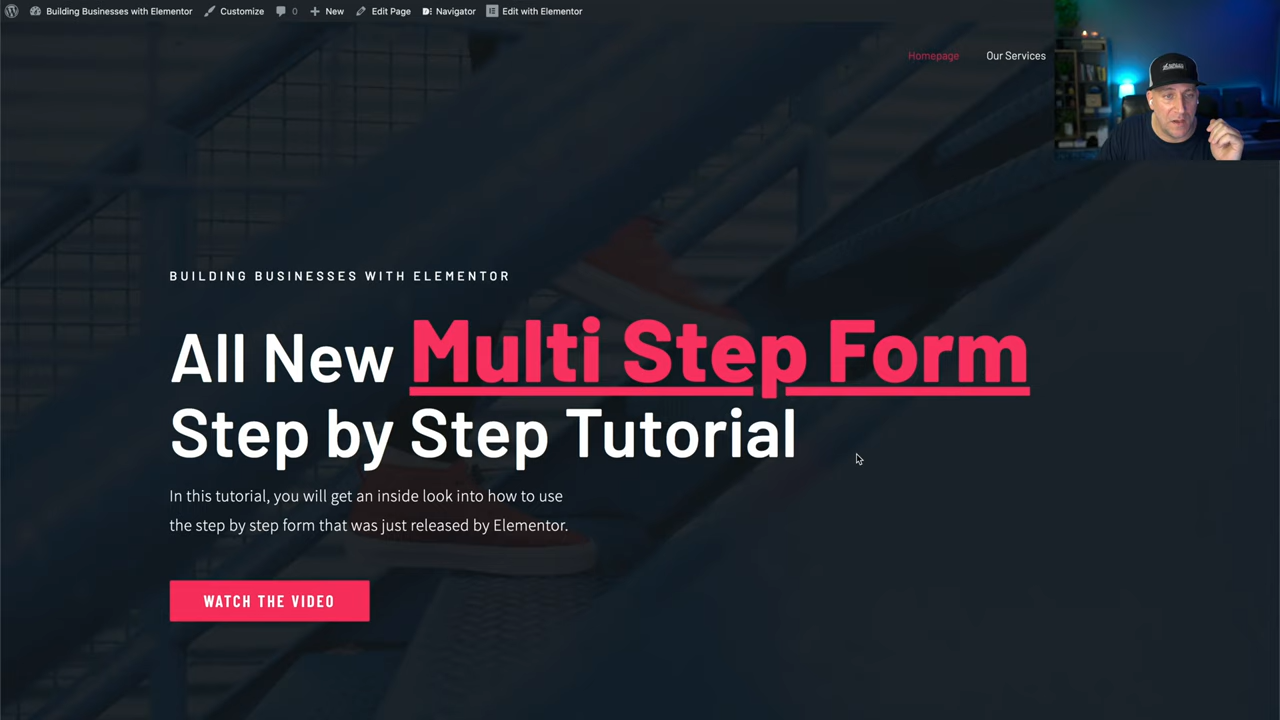 Building Businesses with Elementor Customize 0 New Edit Page Navigator Edit with Elementor
Homepage Our Services
BUILDING BUSINESSES WITH ELEMENTOR
All New Multi Step Form
Step by Step Tutorial
In this tutorial, you will get an inside look into how to use
the step by step form that was just released by Elementor.
WATCH THE VIDEO